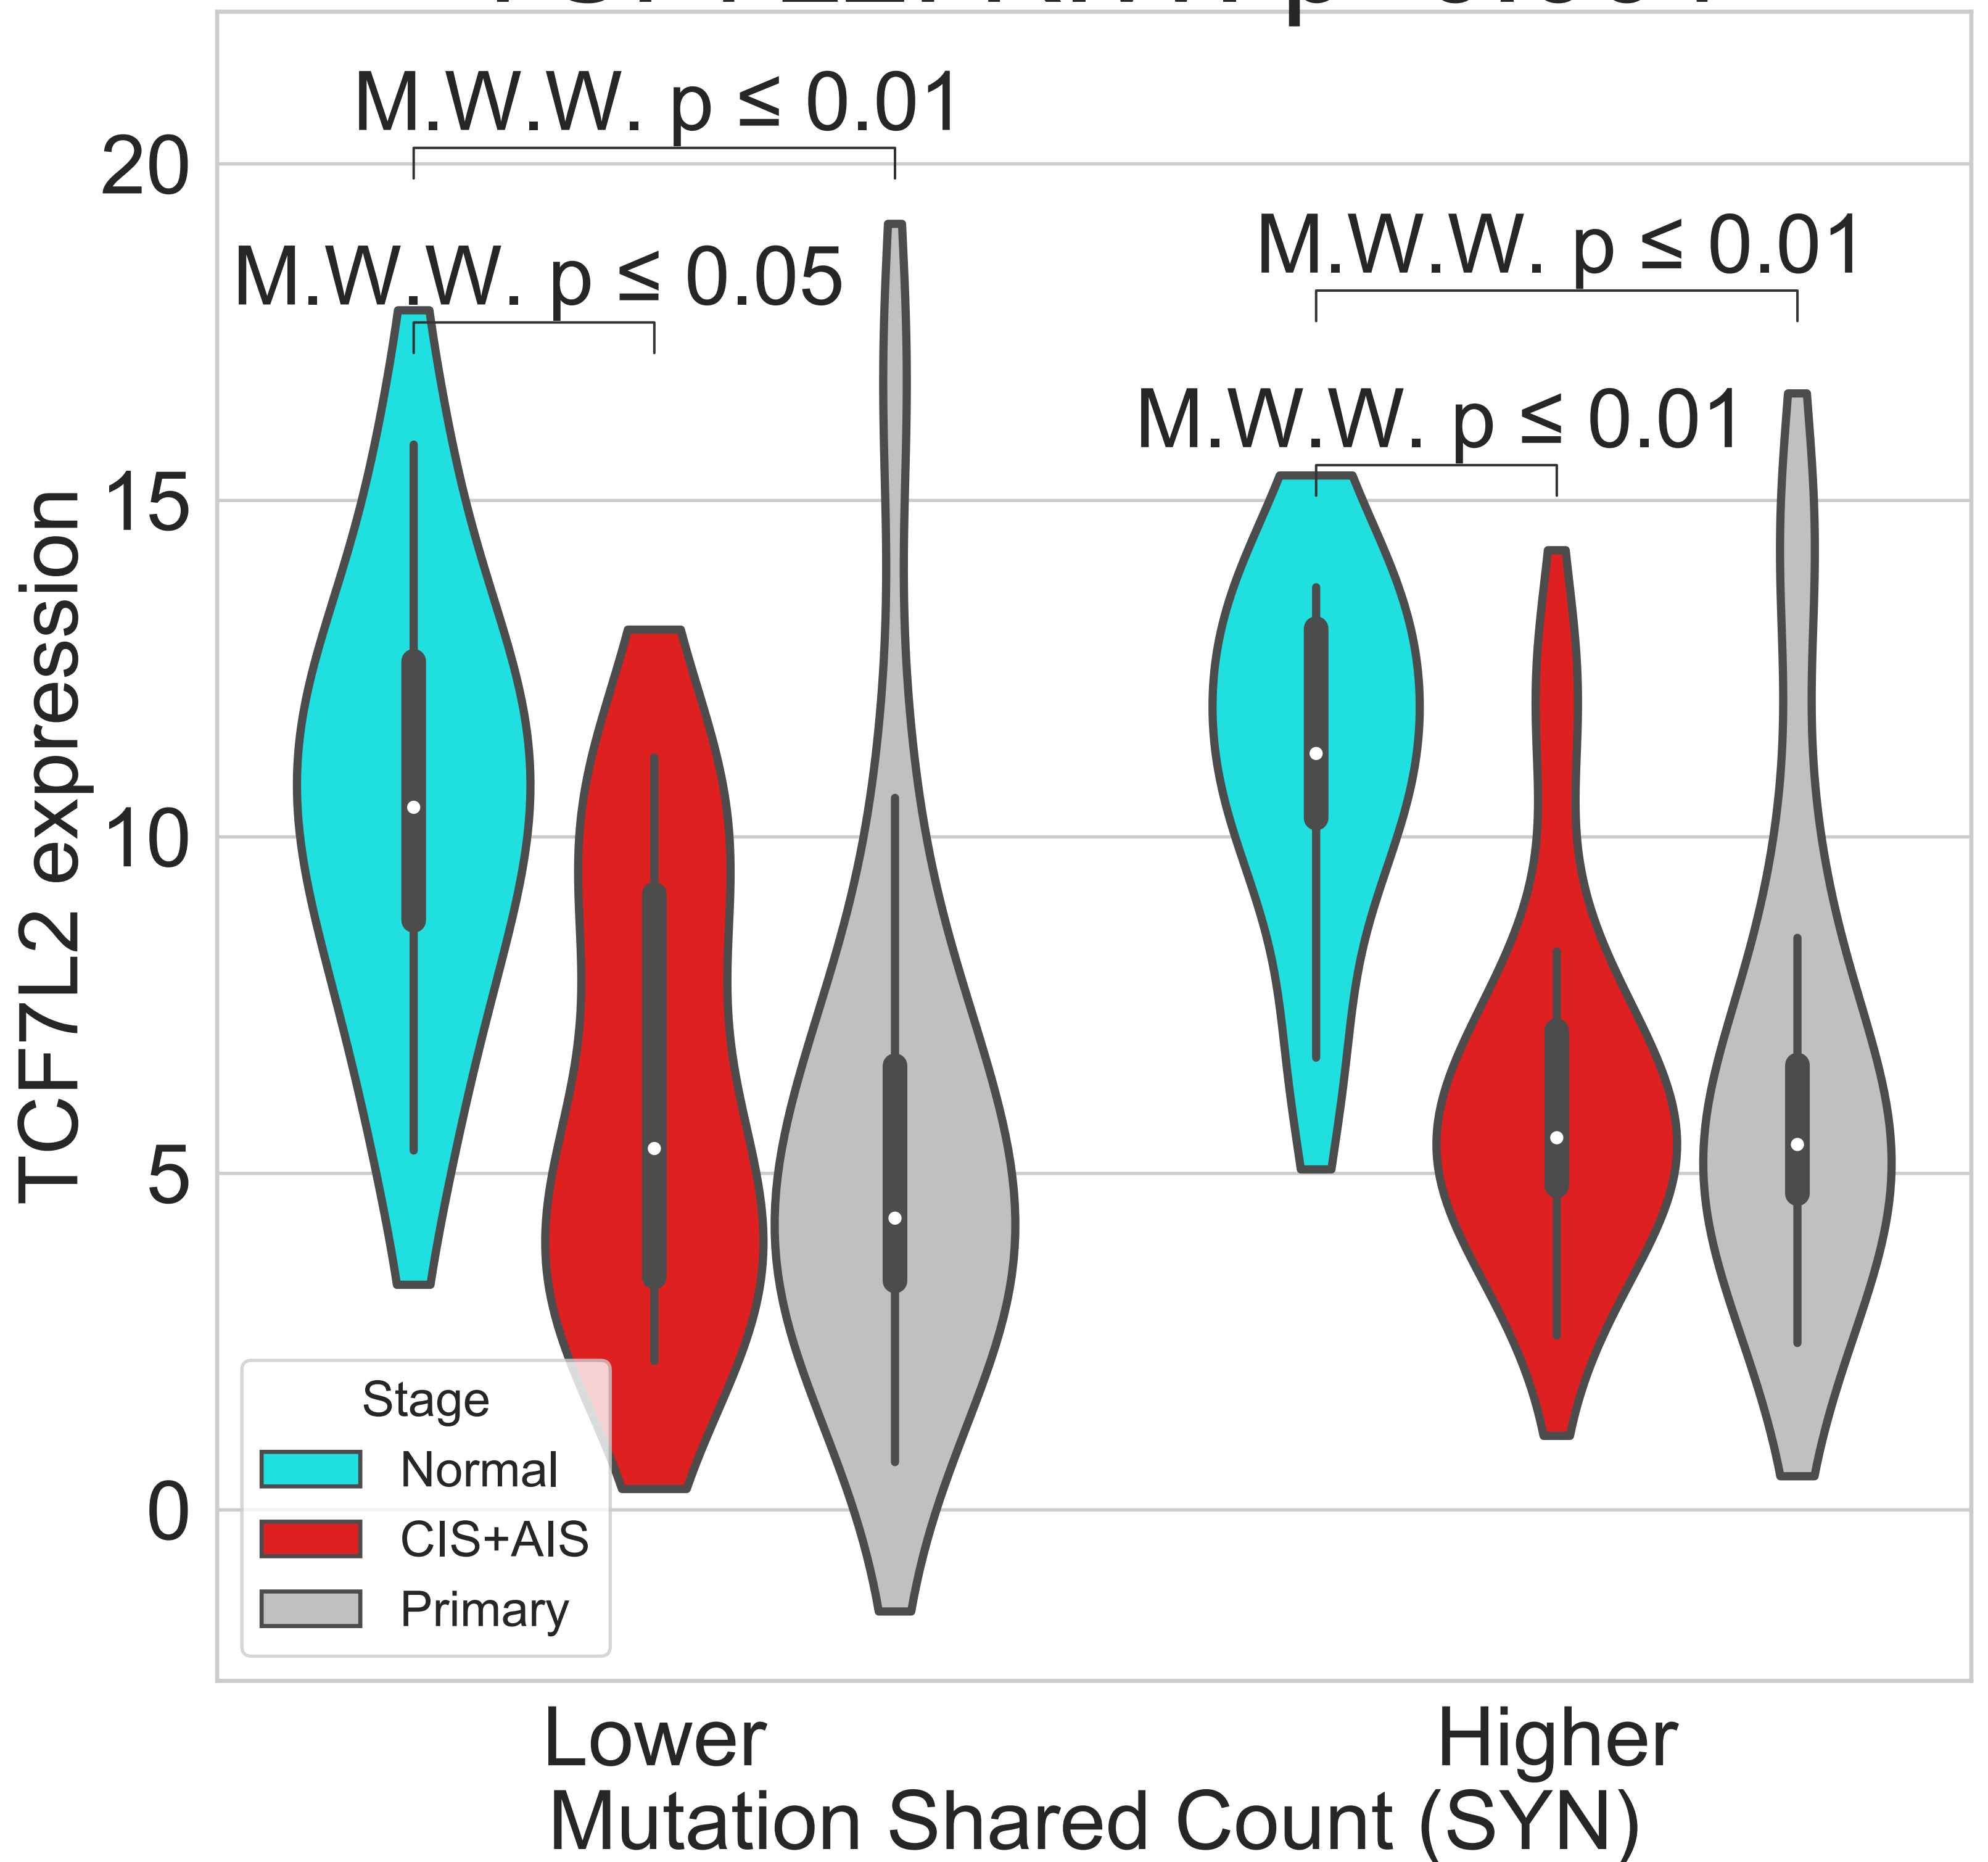 M.W.W. p ≤ 0.01
20
M.W.W. p ≤ 0.05
M.W.W. p ≤ 0.01
M.W.W. p ≤ 0.01
15
10
5
0
TCF7L2 expression
Stage
Normal
CIS+AIS
Primary
Lower
Higher
Mutation Shared Count (SYN)